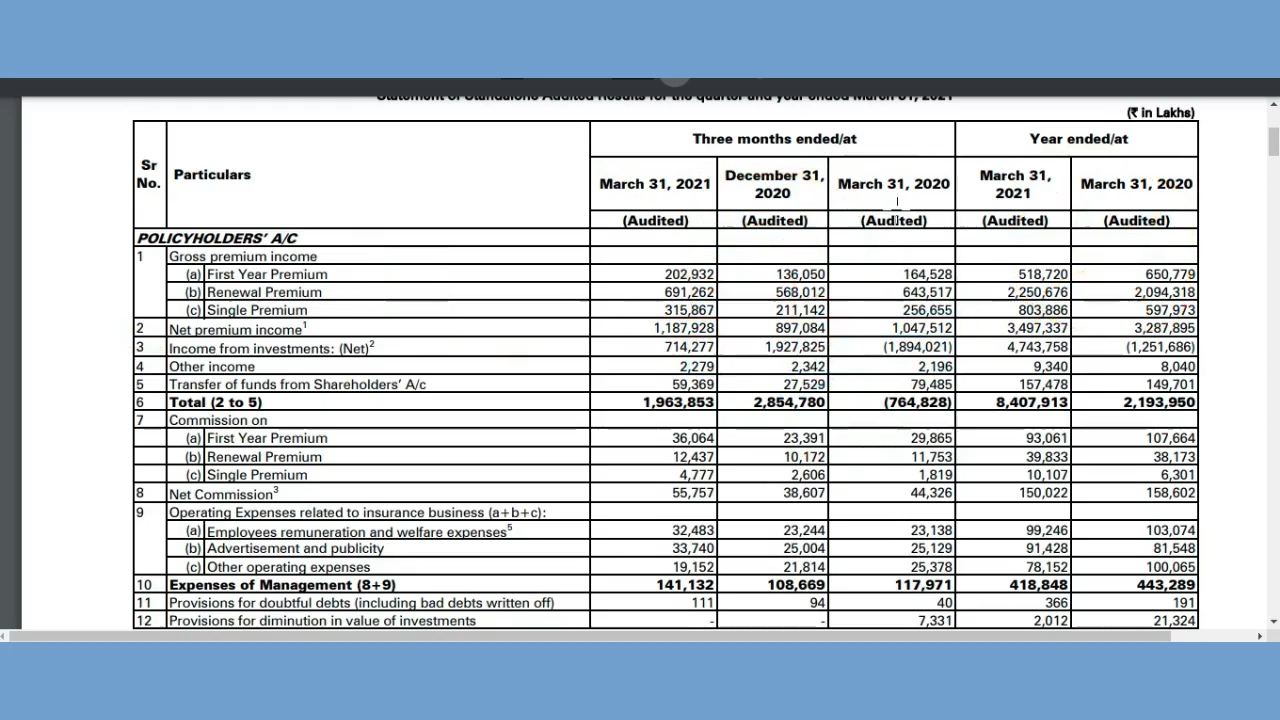 Statement of Standalone Audited Results for the quarter and year ended March 31, 2021
(₹ in Lakhs)
Sr No. Particulars Three months ended/at Year ended/at
March 31, 2021 December 31, 2020 March 31, 2020 March 31, 2021 March 31, 2020
(Audited) (Audited) (Audited) (Audited) (Audited)
POLICYHOLDERS' A/C
1 Gross premium income
(a) First Year Premium 202,932 136,050 164,528 518,720 650,779
(b) Renewal Premium 691,262 568,012 643,517 2,250,676 2,094,318
(c) Single Premium 315,867 211,142 256,655 803,886 597,973
2 Net premium income1 1,187,928 897,084 1,047,512 3,497,337 3,287,895
3 Income from investments: (Net)2 714,277 1,927,825 (1,894,021) 4,743,758 (1,251,686)
4 Other income 2,279 2,342 2,196 9,340 8,040
5 Transfer of funds from Shareholders' A/c 59,369 27,529 79,485 157,478 149,701
6 Total (2 to 5) 1,963,853 2,854,780 (764,828) 8,407,913 2,193,950
7 Commission on
(a) First Year Premium 36,064 23,391 29,865 93,061 107,664
(b) Renewal Premium 12,437 10,172 11,753 39,833 38,173
(c) Single Premium 4,777 2,606 1,819 10,107 6,301
8 Net Commission3 55,757 38,607 44,326 150,022 158,602
9 Operating Expenses related to insurance business (a+b+c):
(a) Employees remuneration and welfare expenses5 32,483 23,244 23,138 99,246 103,074
(b) Advertisement and publicity 33,740 25,004 25,129 91,428 81,548
(c) Other operating expenses 19,152 21,814 25,378 78,152 100,065
10 Expenses of Management (8+9) 141,132 108,669 117,971 418,848 443,289
11 Provisions for doubtful debts (including bad debts written off) 111 94 40 366 191
12 Provisions for diminution in value of investments - - 7,331 2,012 21,324